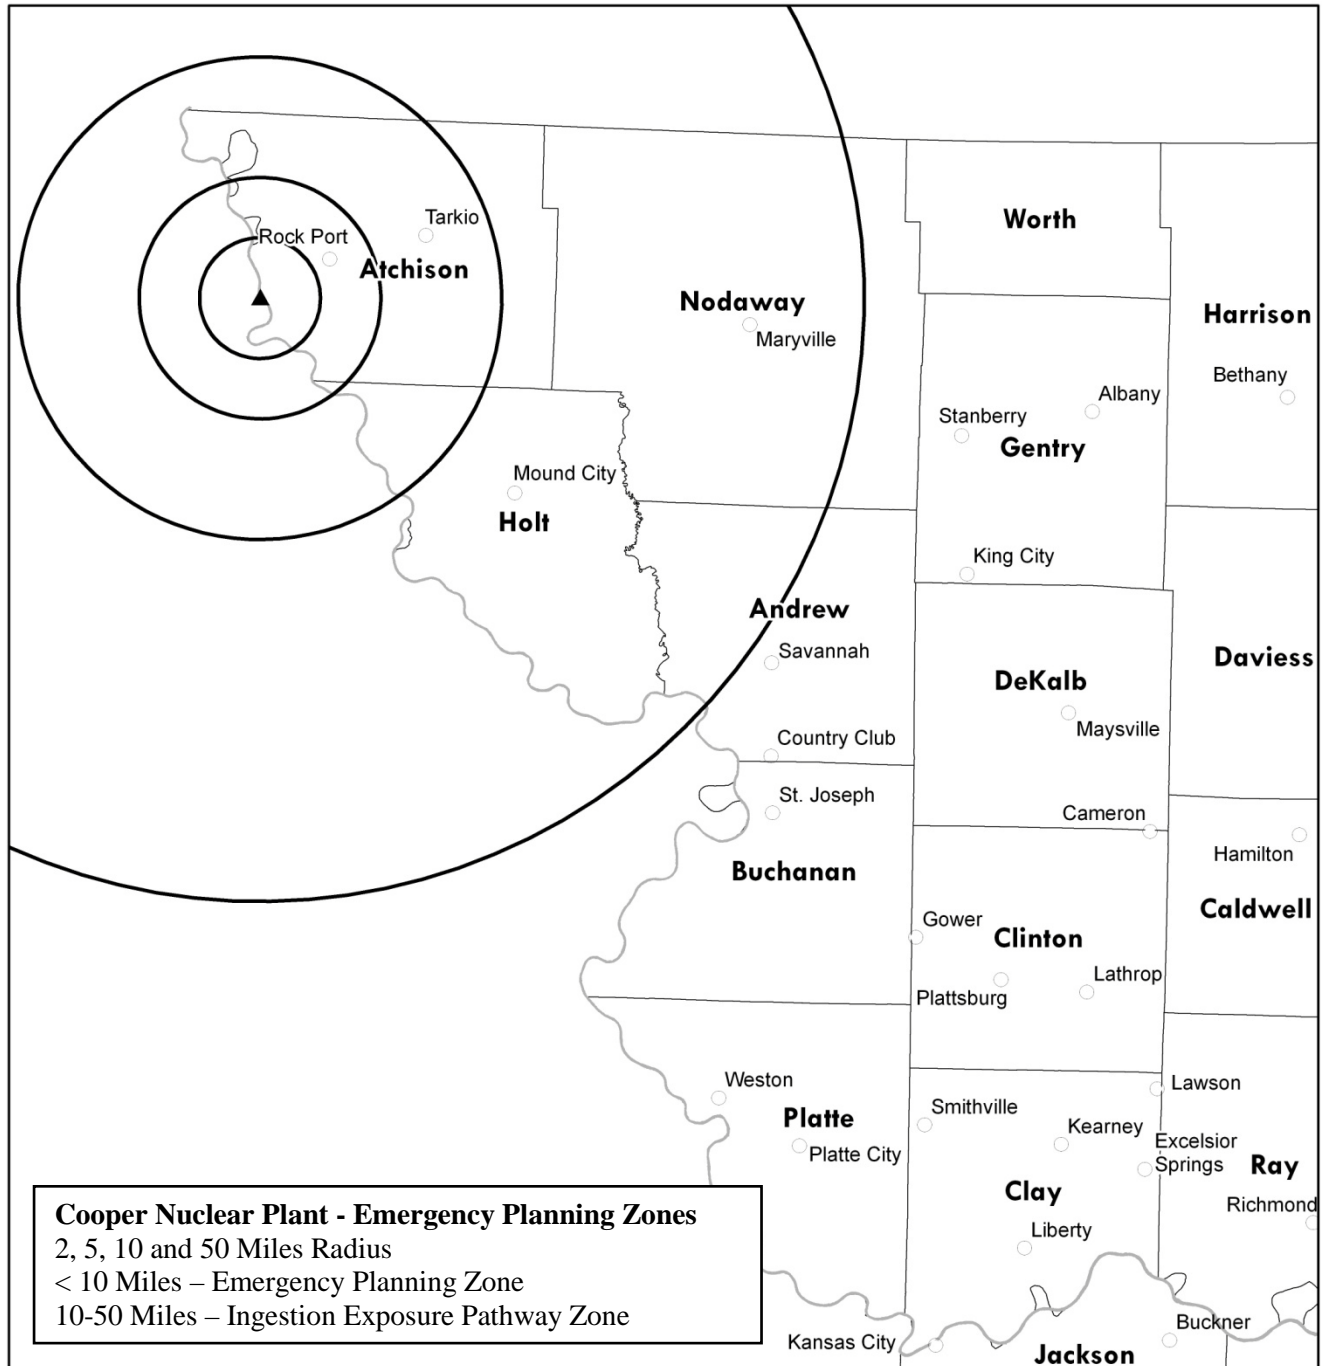 Worth
Tarkio
Rock Port
Atchison
Nodaway
Maryville
Harrison
Bethany
Albany
Stanberry
Gentry
Mound City
Holt
King City
Andrew
Savannah
Daviess
DeKalb
Maysville
Country Club
St. Joseph
Cameron
Hamilton
Buchanan
Caldwell
Gower
Clinton
Lathrop
Plattsburg
Weston
Lawson
Smithville
Platte
Kearney
Excelsior
Springs
Platte City
Ray
Clay
Richmond
Liberty
Cooper Nuclear Plant - Emergency Planning Zones
2, 5, 10 and 50 Miles Radius
< 10 Miles – Emergency Planning Zone
10-50 Miles – Ingestion Exposure Pathway Zone
Buckner
Kansas City
Jackson